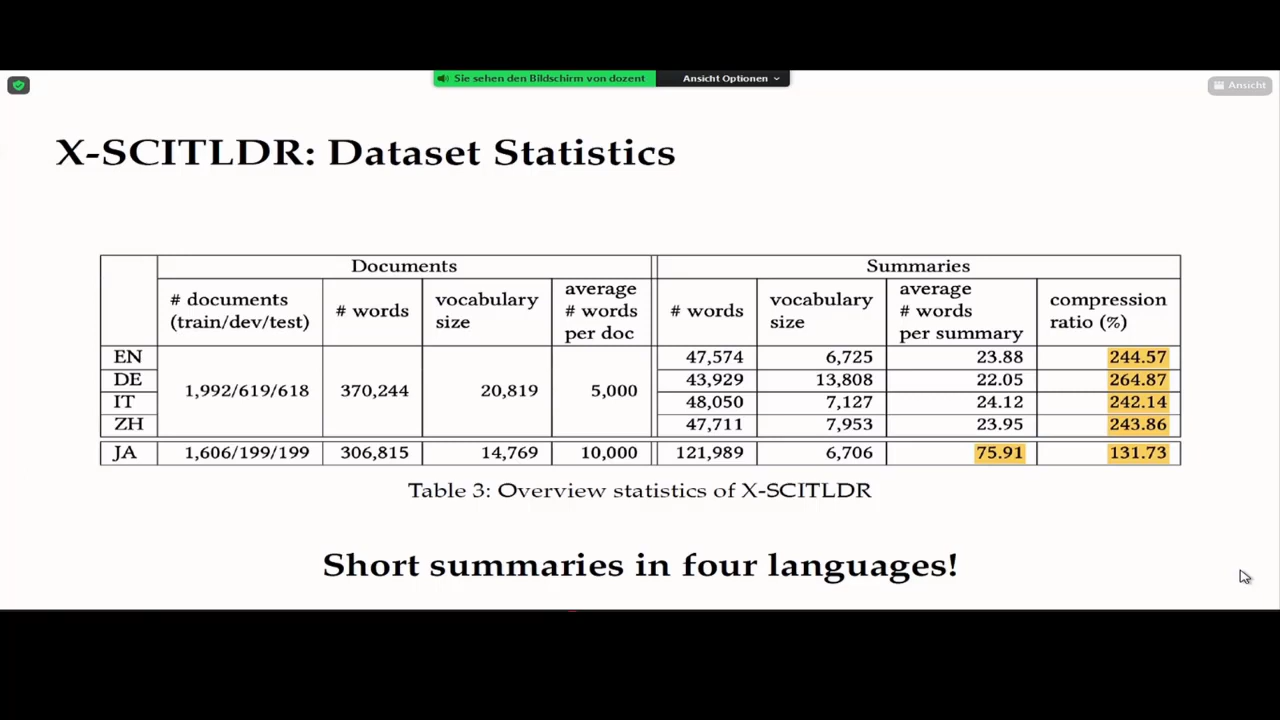 Sie sehen den Bildschirm von dozent Ansicht Optionen
Ansicht
X-SCITLDR: Dataset Statistics
Documents Summaries
# documents (train/dev/test) # words vocabulary size average # words per doc # words vocabulary size average # words per summary compression ratio (%)
EN 1,992/619/618 370,244 20,819 5,000 47,574 6,725 23.88 244.57
DE 43,929 13,808 22.05 264.87
IT 48,050 7,127 24.12 242.14
ZH 47,711 7,953 23.95 243.86
JA 1,606/199/199 306,815 14,769 10,000 121,989 6,706 75.91 131.73
Table 3: Overview statistics of X-SCITLDR
Short summaries in four languages!